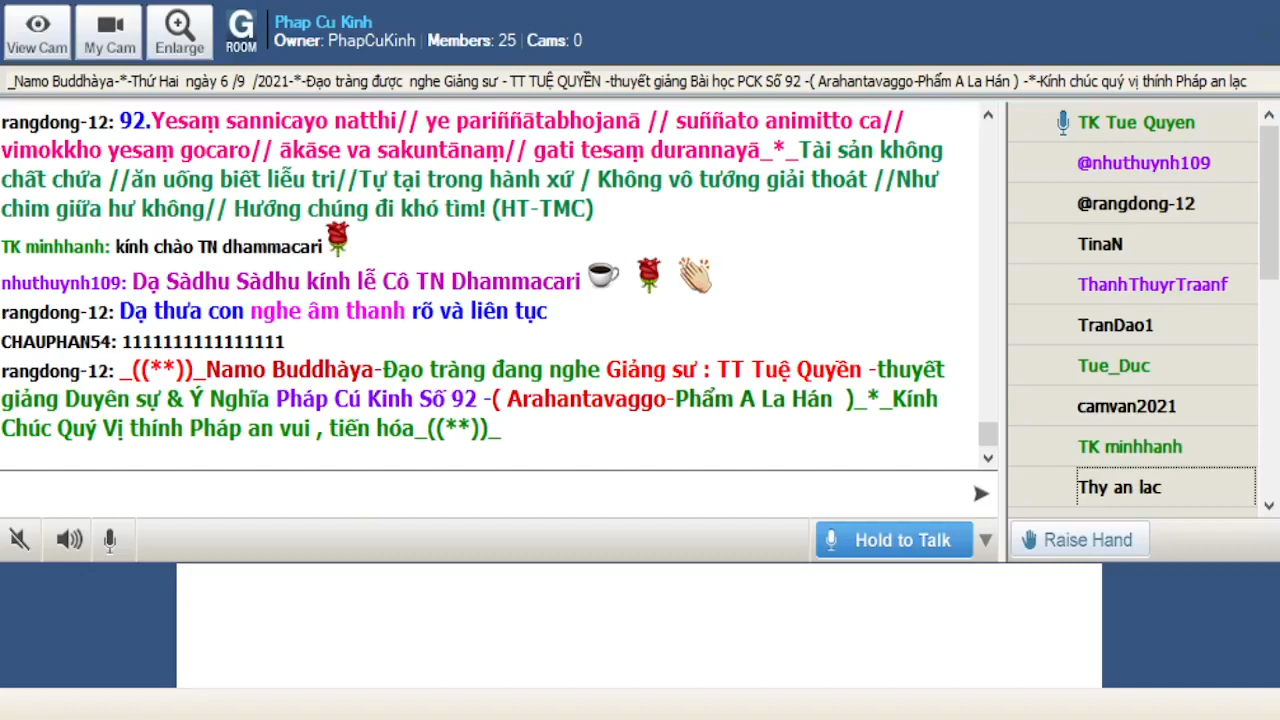 Phap Cu Kinh
View Cam
My Cam
Enlarge
G
ROOM
Owner: PhapCuKinh | Members: 25 | Cams: 0
_Namo Buddhàya-*-Thứ Hai ngày 6 /9 /2021-*-Đạo tràng được nghe Giảng sư - TT TUỆ QUYỀN -thuyết giảng Bài học PCK Số 92 -( Arahantavaggo-Phẩm A La Hán ) -*-Kính chúc quý vị thính Pháp an lạc
rangdong-12: 92.Yesaṃ sannicayo natthi// ye pariññātabhojanā // suññato animitto ca//
vimokkho yesaṃ gocaro// ākāse va sakuntānaṃ// gati tesaṃ durannayā_*_Tài sản không
chất chứa //ăn uống biết liễu tri//Tự tại trong hành xứ / Không vô tướng giải thoát //Như
chim giữa hư không// Hướng chúng đi khó tìm! (HT-TMC)
TK minhhanh: kính chào TN dhammacari
nhuthuynh109: Dạ Sàdhu Sàdhu kính lễ Cô TN Dhammacari
rangdong-12: Dạ thưa con nghe âm thanh rõ và liên tục
CHAUPHAN54: 1111111111111111
rangdong-12: _((**))_Namo Buddhàya-Đạo tràng đang nghe Giảng sư : TT Tuệ Quyền -thuyết
giảng Duyên sự & Ý Nghĩa Pháp Cú Kinh Số 92 -( Arahantavaggo-Phẩm A La Hán )_*_Kính
Chúc Quý Vị thính Pháp an vui , tiến hóa_((**))_
TK Tue Quyen
@nhuthuynh109
@rangdong-12
TinaN
ThanhThuyrTraanf
TranDao1
Tue_Duc
camvan2021
TK minhhanh
Thy an lac
Hold to Talk
Raise Hand